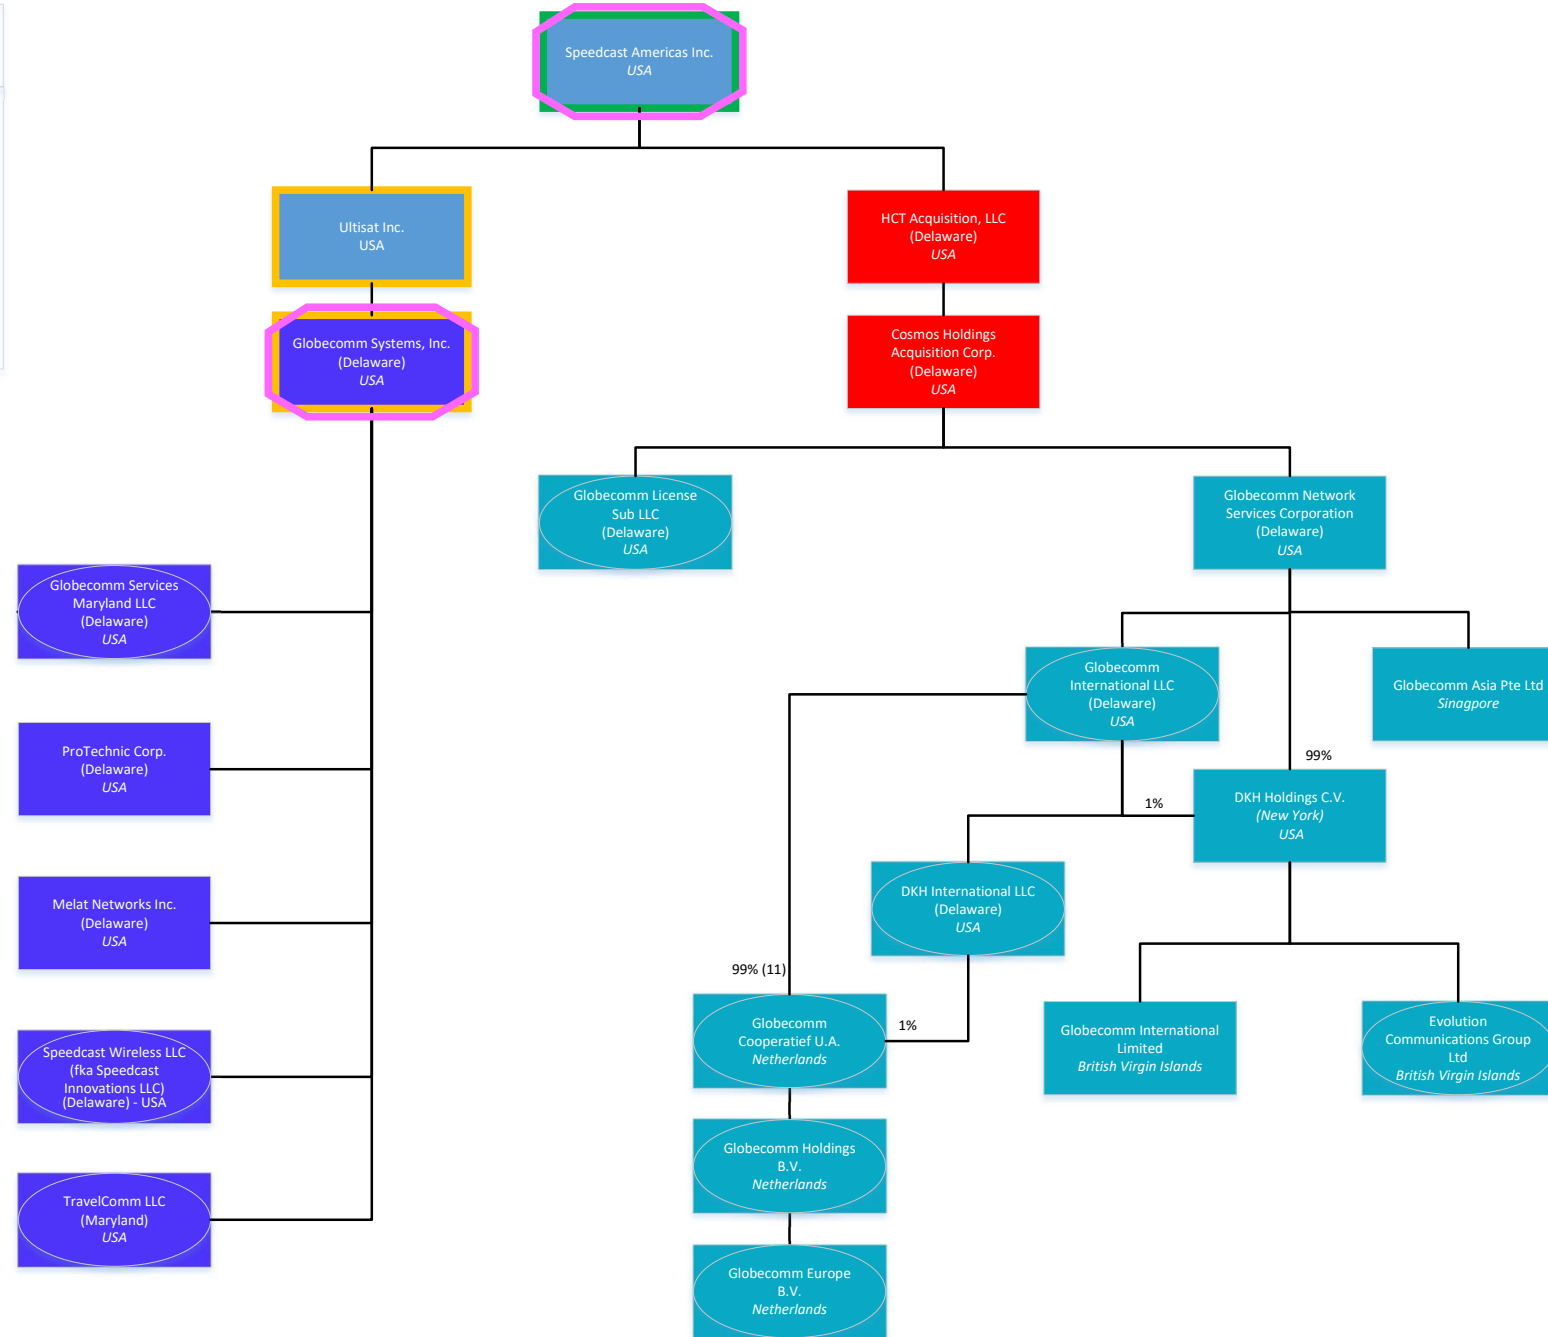 Speedcast Americas Inc.
USA
Ultisat Inc.
USA
HCT Acquisition, LLC
(Delaware)
USA
Globecomm Systems, Inc.
(Delaware)
USA
Cosmos Holdings
Acquisition Corp.
(Delaware)
USA
Globecomm License
Sub LLC
(Delaware)
USA
Globecomm Network
Services Corporation
(Delaware)
USA
Globecomm Services
Maryland LLC
(Delaware)
USA
Globecomm
International LLC
(Delaware)
USA
Globecomm Asia Pte Ltd
Sinagpore
ProTechnic Corp.
(Delaware)
USA
99%
1%
DKH Holdings C.V.
(New York)
USA
Melat Networks Inc.
(Delaware)
USA
DKH International LLC
(Delaware)
USA
99% (11)
1%
Globecomm
Cooperatief U.A.
Netherlands
Globecomm International
Limited
British Virgin Islands
Evolution
Communications Group
Ltd
British Virgin Islands
Speedcast Wireless LLC
(fka Speedcast
Innovations LLC)
(Delaware) - USA
Globecomm Holdings
B.V.
Netherlands
TravelComm LLC
(Maryland)
USA
Globecomm Europe
B.V.
Netherlands